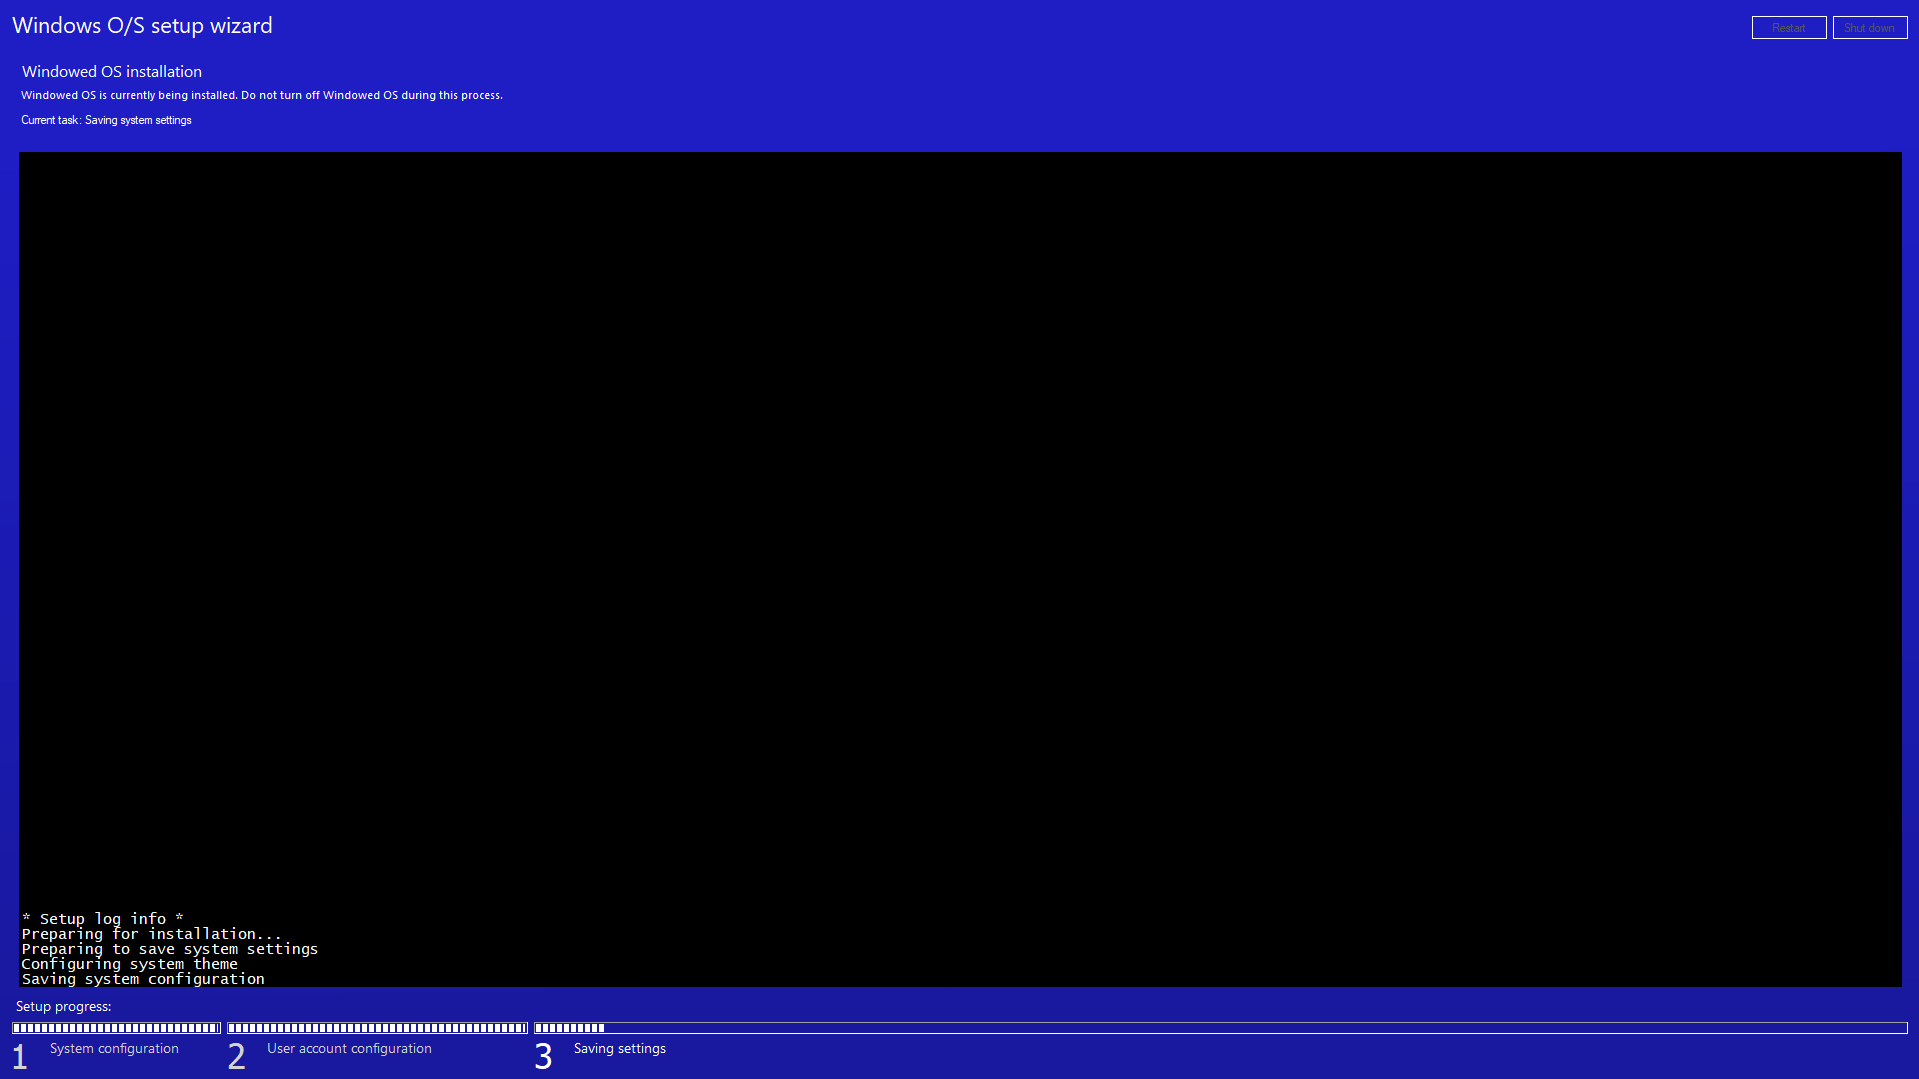 Windows O/S setup wizard
Restart
Shut down
Windowed OS installation
Windowed OS is currently being installed. Do not turn off Windowed OS during this process.
Current task: Saving system settings
* Setup log info *
Preparing for installation...
Preparing to save system settings
Configuring system theme
Saving system configuration
Setup progress:
1 System configuration
2 User account configuration
3 Saving settings